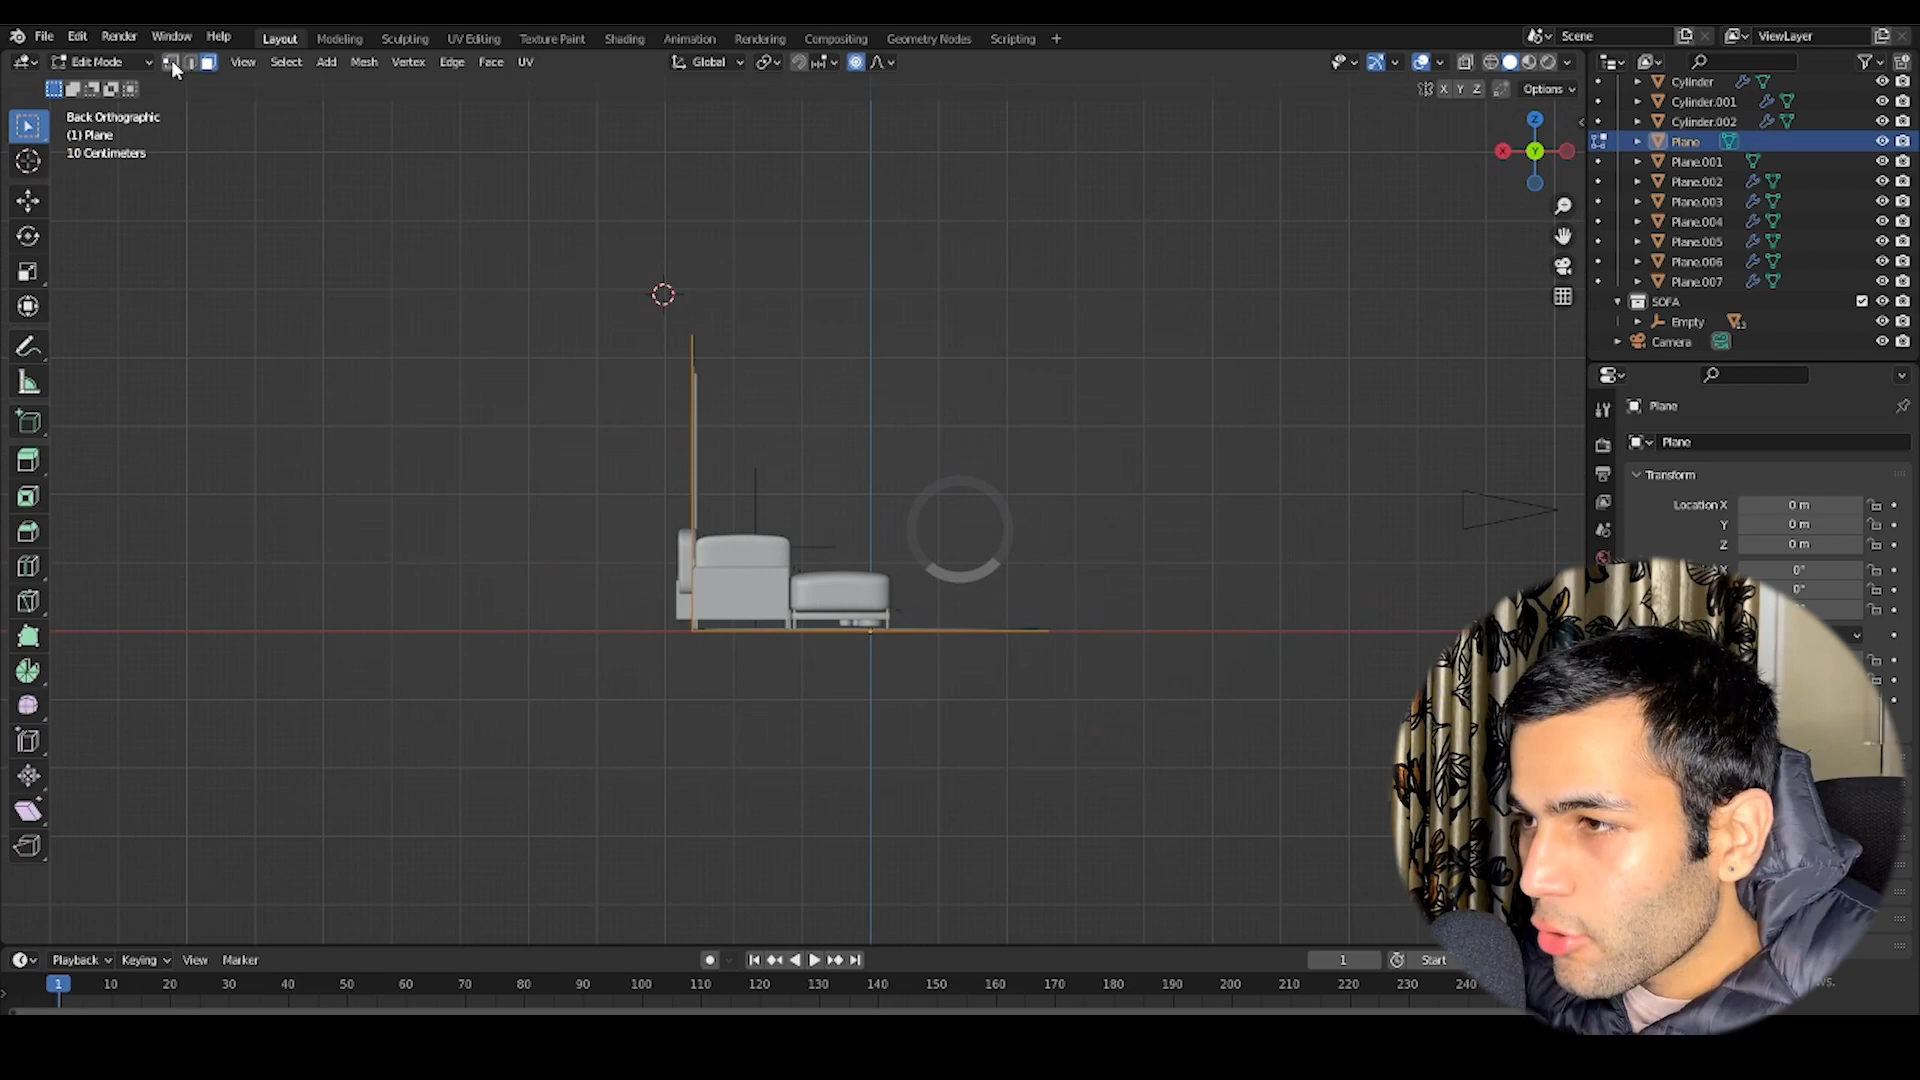 File Edit Render Window Help Layout Modeling Sculpting UV Editing Texture Paint Shading Animation Rendering Compositing Geometry Nodes Scripting + Scene ViewLayer
Edit Mode View Select Add Mesh Vertex Edge Face UV Global
X Y Z Options
Back Orthographic
(1) Plane
10 Centimeters
Z
X Y
Cylinder
Cylinder.001
Cylinder.002
Plane
Plane.001
Plane.002
Plane.003
Plane.004
Plane.005
Plane.006
Plane.007
SOFA
Empty 13
Camera
Plane
Plane
Transform
Location X 0 m
Y 0 m
Z 0 m
X 0°
0°
0°
Playback Keying View Marker 1 Start
1 10 20 30 40 50 60 70 80 90 100 110 120 130 140 150 160 170 180 190 200 210 220 230 240